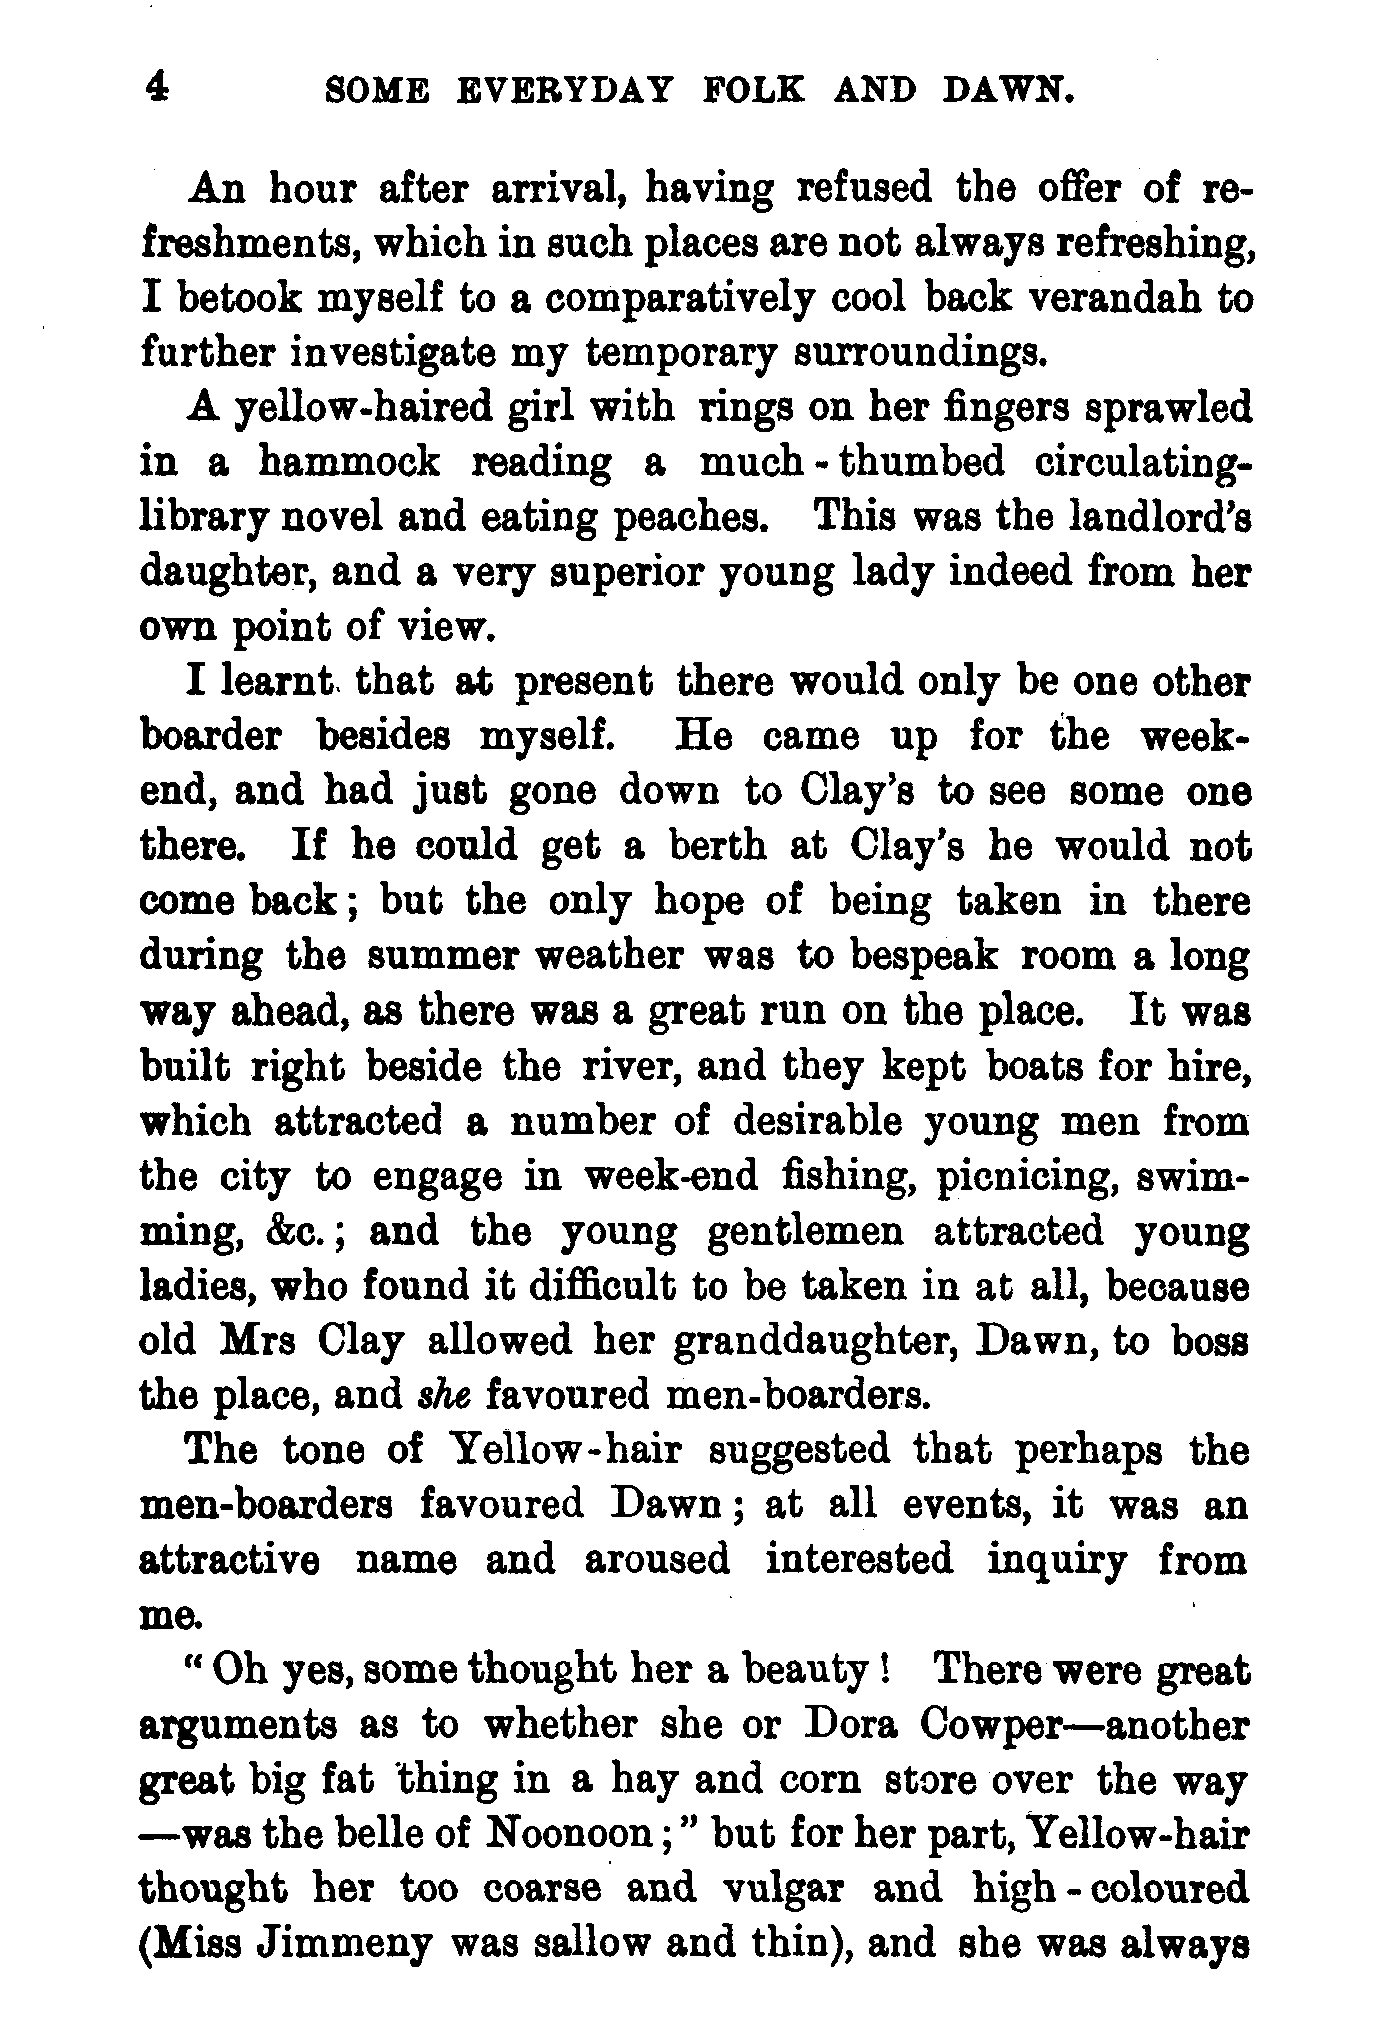 4 SOME EVERYDAY FOLK AND DAWN.
An hour after arrival, having refused the offer of re-
freshments, which in such places are not always refreshing,
I betook myself to a comparatively cool back verandah to
further investigate my temporary surroundings.
A yellow-haired girl with rings on her fingers sprawled
in a hammock reading a much-thumbed circulating-
library novel and eating peaches. This was the landlord's
daughter, and a very superior young lady indeed from her
own point of view.
I learnt that at present there would only be one other
boarder besides myself. He came up for the week-
end, and had just gone down to Clay's to see some one
there. If he could get a berth at Clay's he would not
come back; but the only hope of being taken in there
during the summer weather was to bespeak room a long
way ahead, as there was a great run on the place. It was
built right beside the river, and they kept boats for hire,
which attracted a number of desirable young men from
the city to engage in week-end fishing, picnicing, swim-
ming, &c.; and the young gentlemen attracted young
ladies, who found it difficult to be taken in at all, because
old Mrs Clay allowed her granddaughter, Dawn, to boss
the place, and she favoured men-boarders.
The tone of Yellow-hair suggested that perhaps the
men-boarders favoured Dawn; at all events, it was an
attractive name and aroused interested inquiry from
me.
"Oh yes, some thought her a beauty! There were great
arguments as to whether she or Dora Cowper—another
great big fat thing in a hay and corn store over the way
—was the belle of Noonoon;" but for her part, Yellow-hair
thought her too coarse and vulgar and high-coloured
(Miss Jimmeny was sallow and thin), and she was always